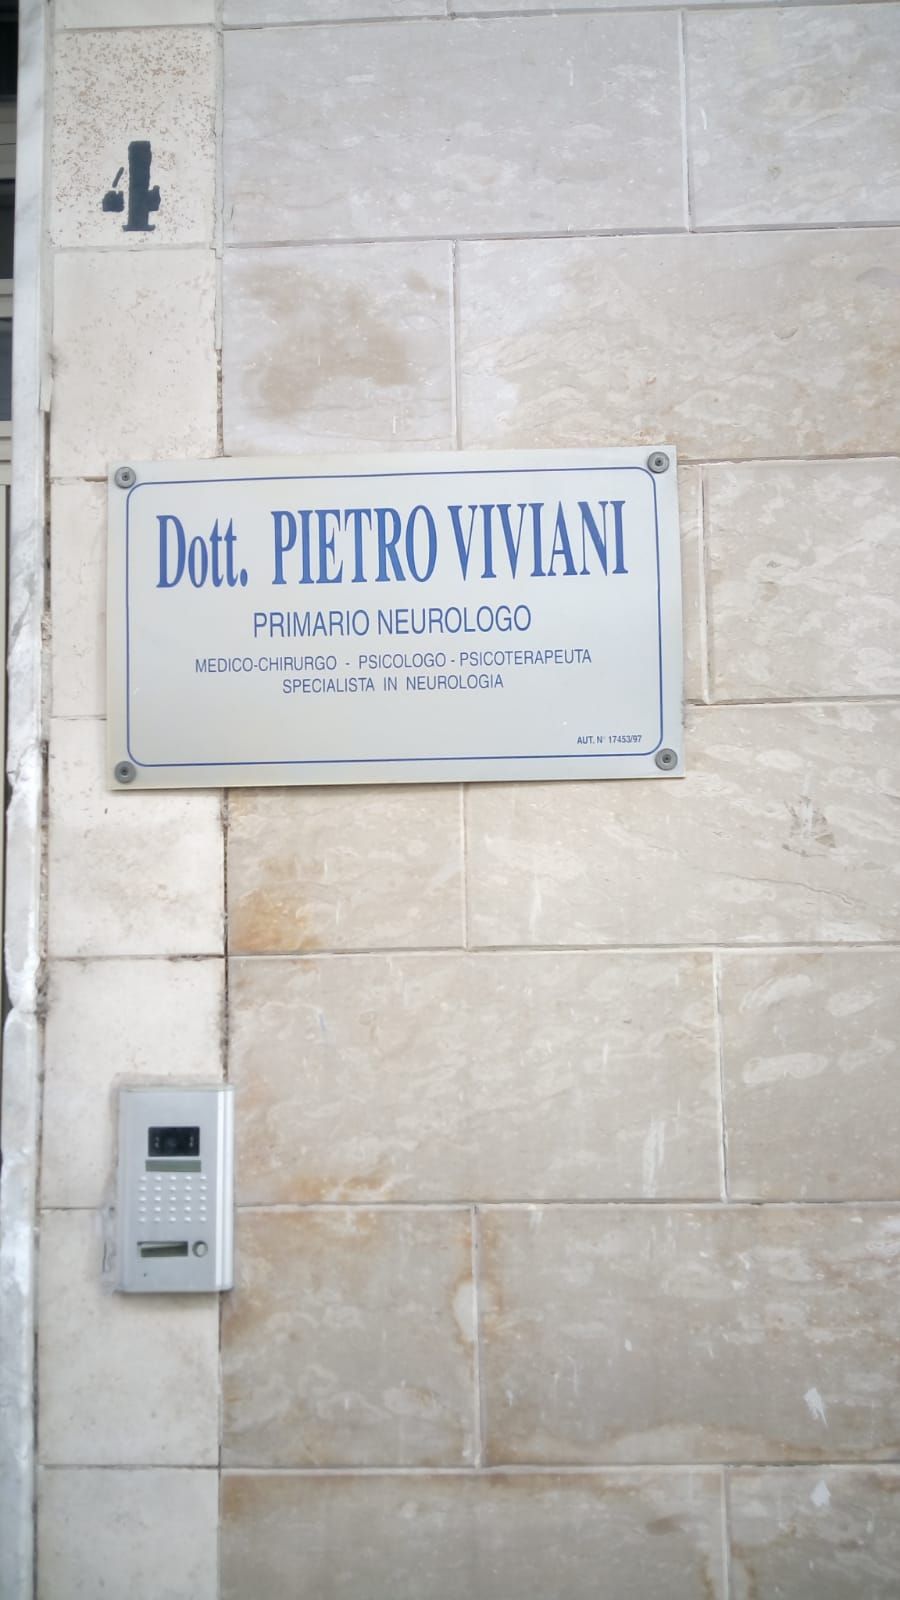 4
Dott. PIETRO VIVIANI
PRIMARIO NEUROLOGO
MEDICO-CHIRURGO - PSICOLOGO - PSICOTERAPEUTA
SPECIALISTA IN NEUROLOGIA
AUT. N° 17453/97